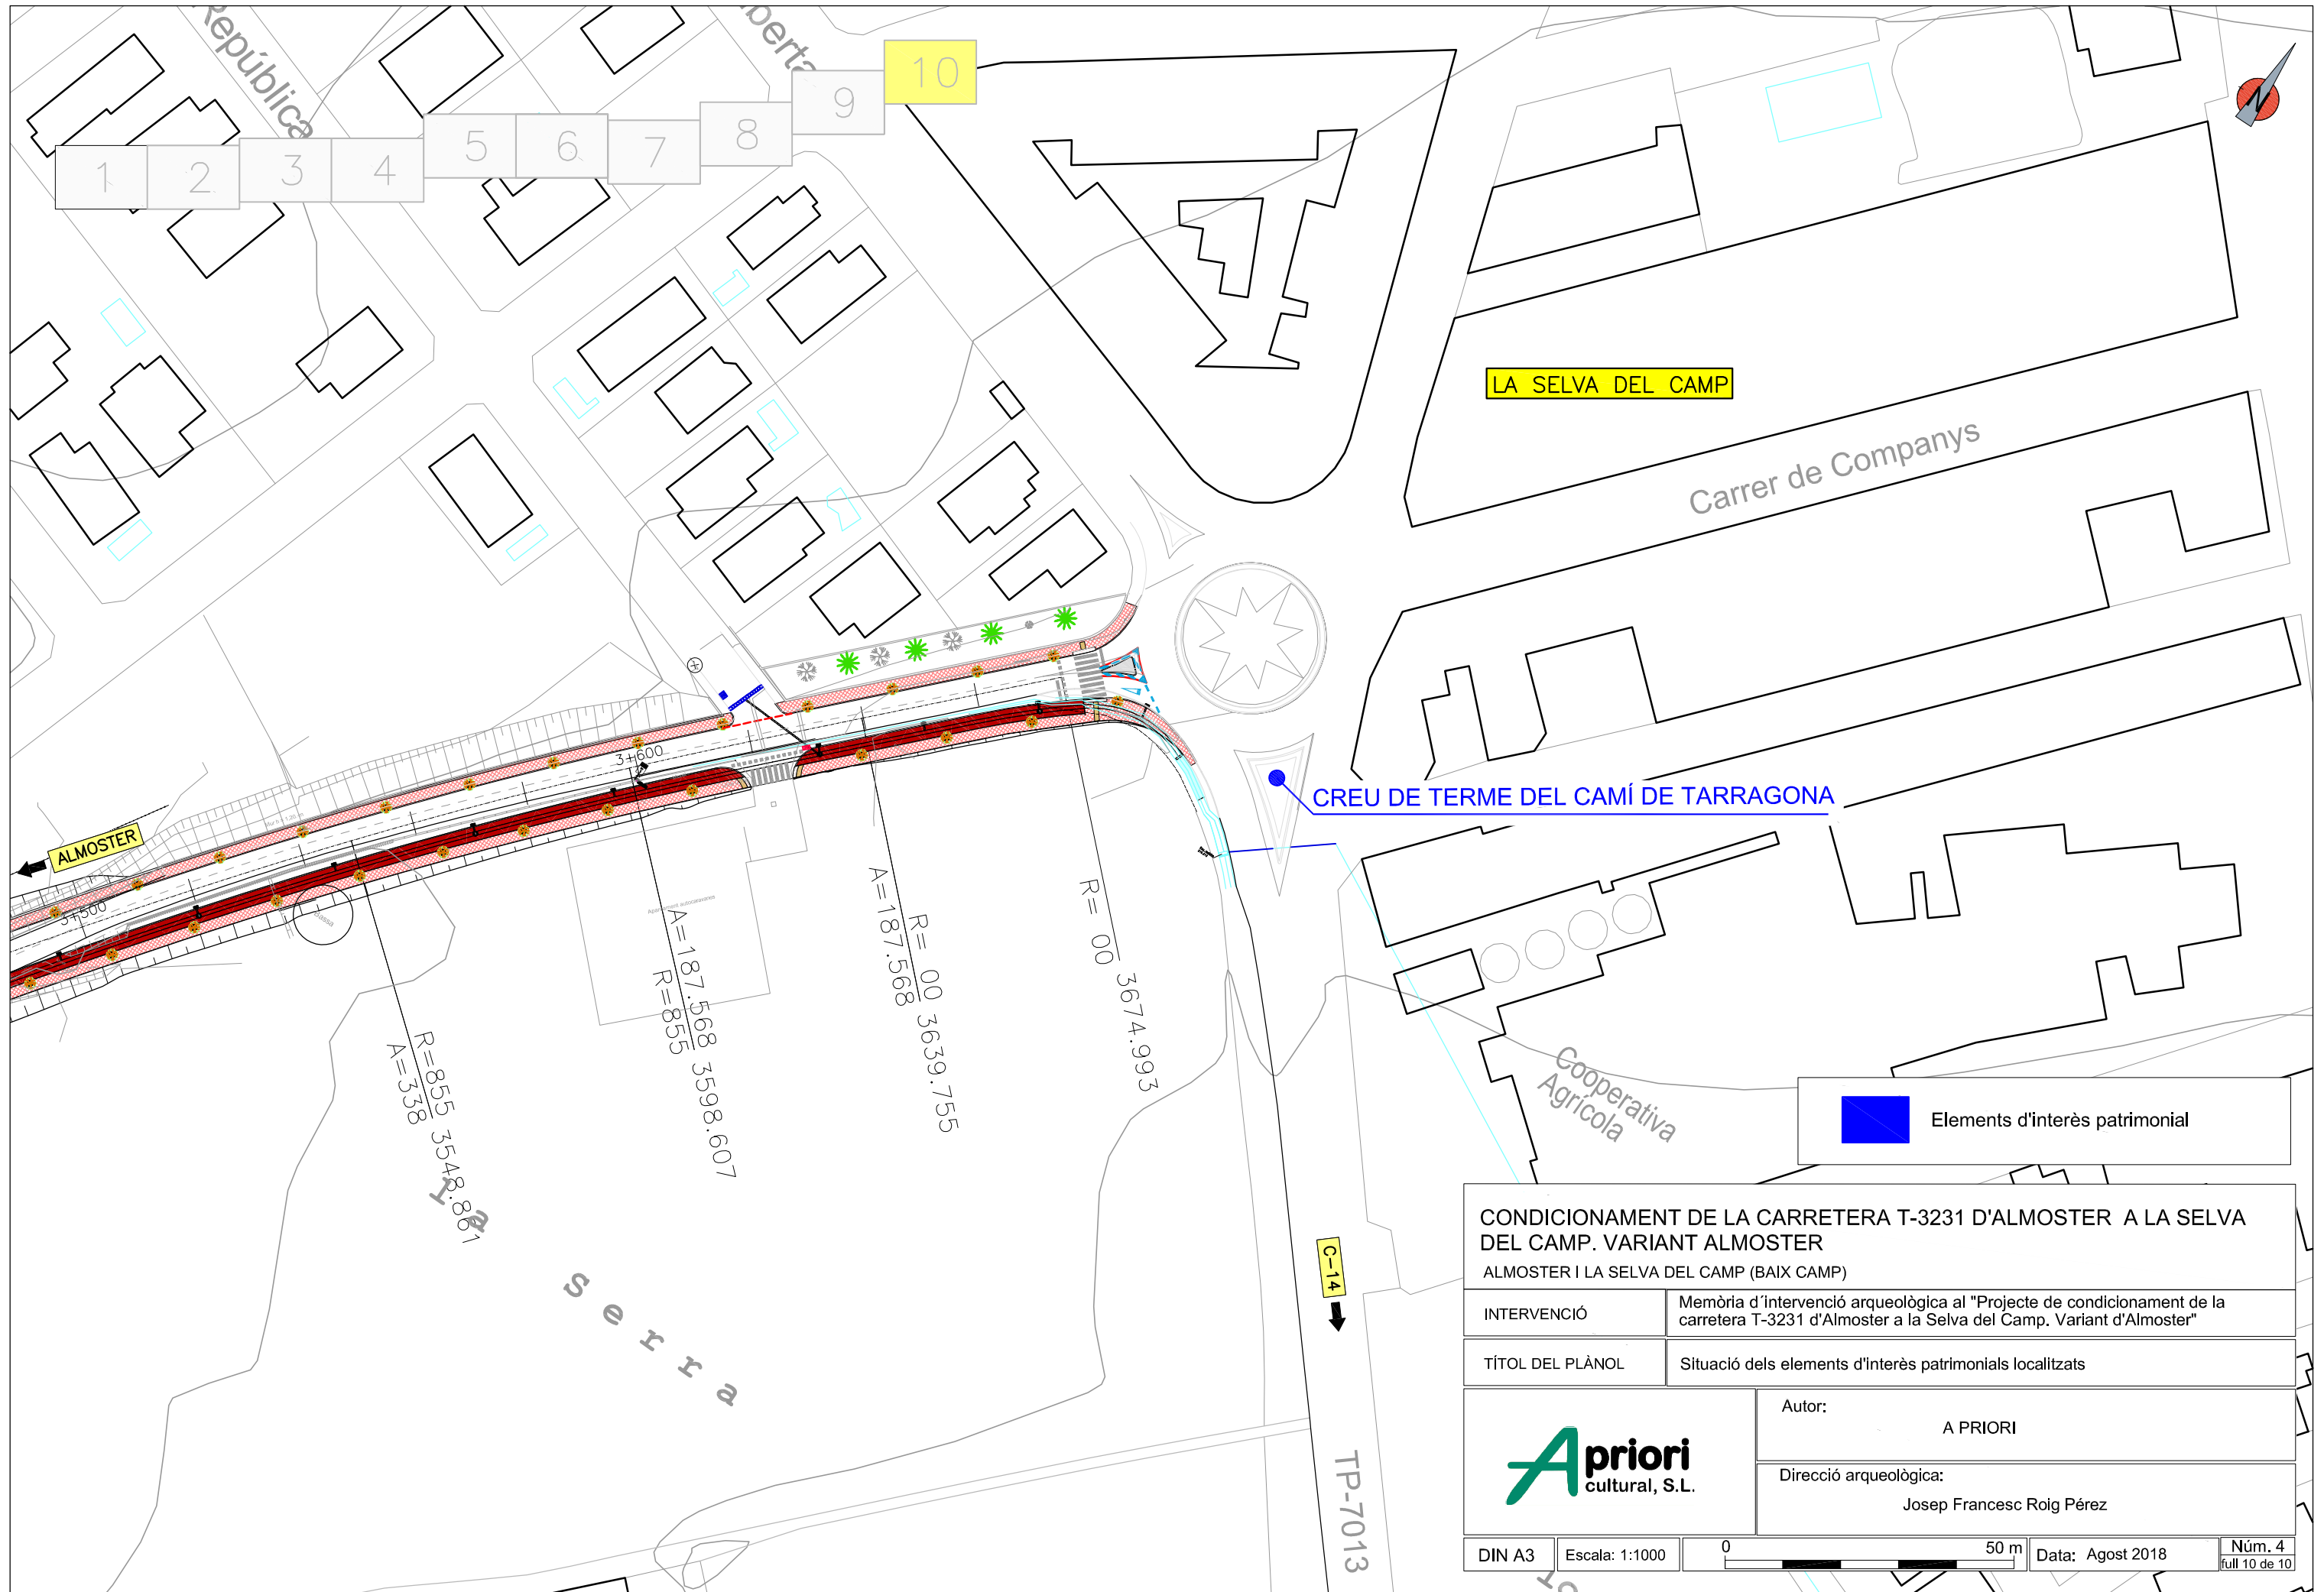 República
1
2
3
4
5
6
7
8
9
10
N
LA SELVA DEL CAMP
Carrer de Companys
CREU DE TERME DEL CAMÍ DE TARRAGONA
ALMOSTER
3+500
3+600
Bassa
Aparcament autocaravanes
R=855
A=338
3548.861
A=187.568
R=855
3598.607
R= 00
A=187.568
3639.755
R= 00
3674.993
la serra
Cooperativa
Agrícola
C-14
TP-7013
Elements d'interès patrimonial
CONDICIONAMENT DE LA CARRETERA T-3231 D'ALMOSTER A LA SELVA
DEL CAMP. VARIANT ALMOSTER
ALMOSTER I LA SELVA DEL CAMP (BAIX CAMP)
INTERVENCIÓ
Memòria d´intervenció arqueològica al "Projecte de condicionament de la
carretera T-3231 d'Almoster a la Selva del Camp. Variant d'Almoster"
TÍTOL DEL PLÀNOL
Situació dels elements d'interès patrimonials localitzats
Apriori
cultural, S.L.
Autor:
A PRIORI
Direcció arqueològica:
Josep Francesc Roig Pérez
DIN A3
Escala: 1:1000
0
50 m
Data: Agost 2018
Núm. 4
full 10 de 10